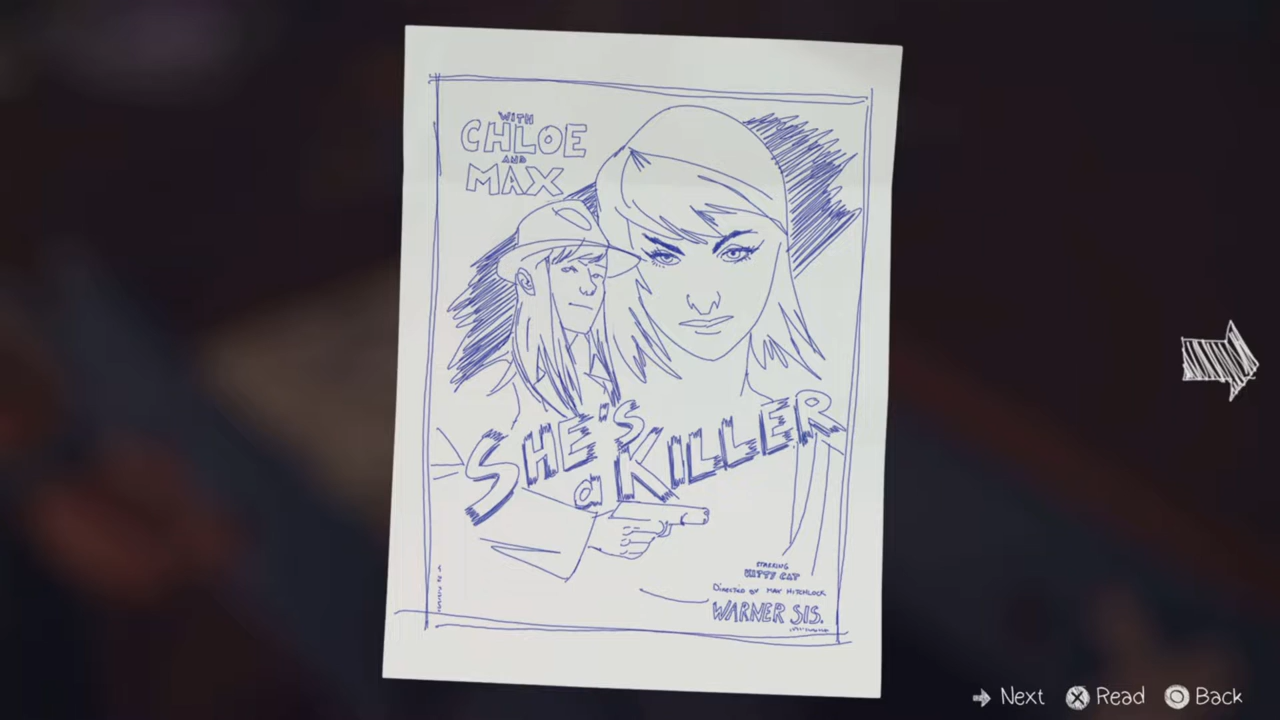 WITH
CHLOE
AND
MAX
SHE'S
a KILLER
STARRING
KITTY CAT
DIRECTED BY MAX HITCHLOCK
WARNER SIS.
Next Read Back